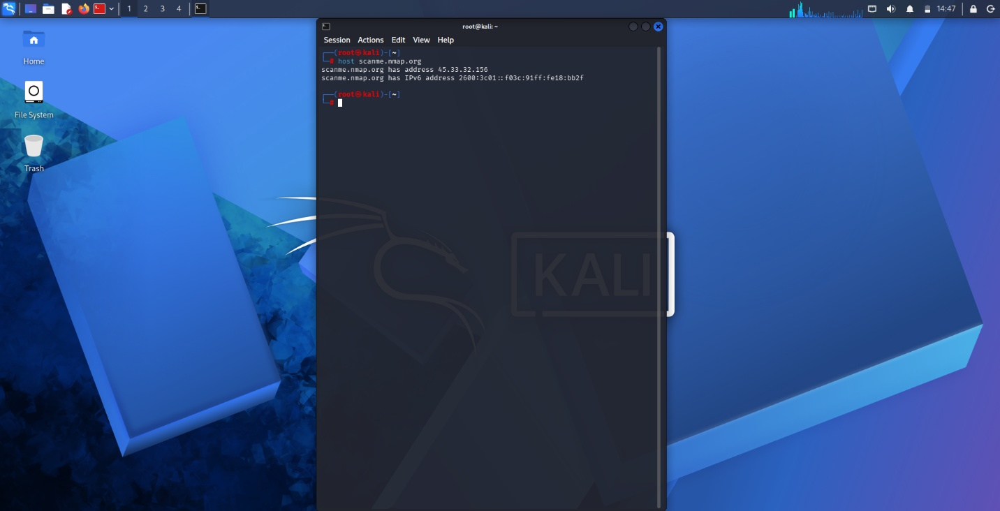 1 2 3 4
14:47
Home
File System
Trash
root@kali: ~
Session Actions Edit View Help
┌──(root㉿kali)-[~]
└─# host scanme.nmap.org
scanme.nmap.org has address 45.33.32.156
scanme.nmap.org has IPv6 address 2600:3c01::f03c:91ff:fe18:bb2f
┌──(root㉿kali)-[~]
└─#
KALI